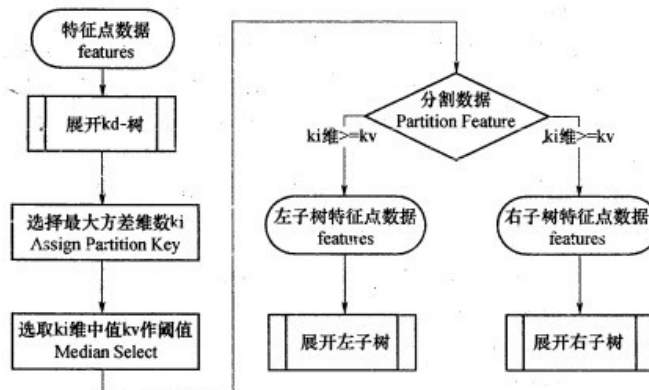 特征点数据
features
展开kd-树
选择最大方差维数ki
Assign Partition Key
选取ki维中值kv作阈值
Median Select
分割数据
Partition Feature
ki维>=kv
ki维>=kv
左子树特征点数据
features
右子树特征点数据
features
展开左子树
展开右子树